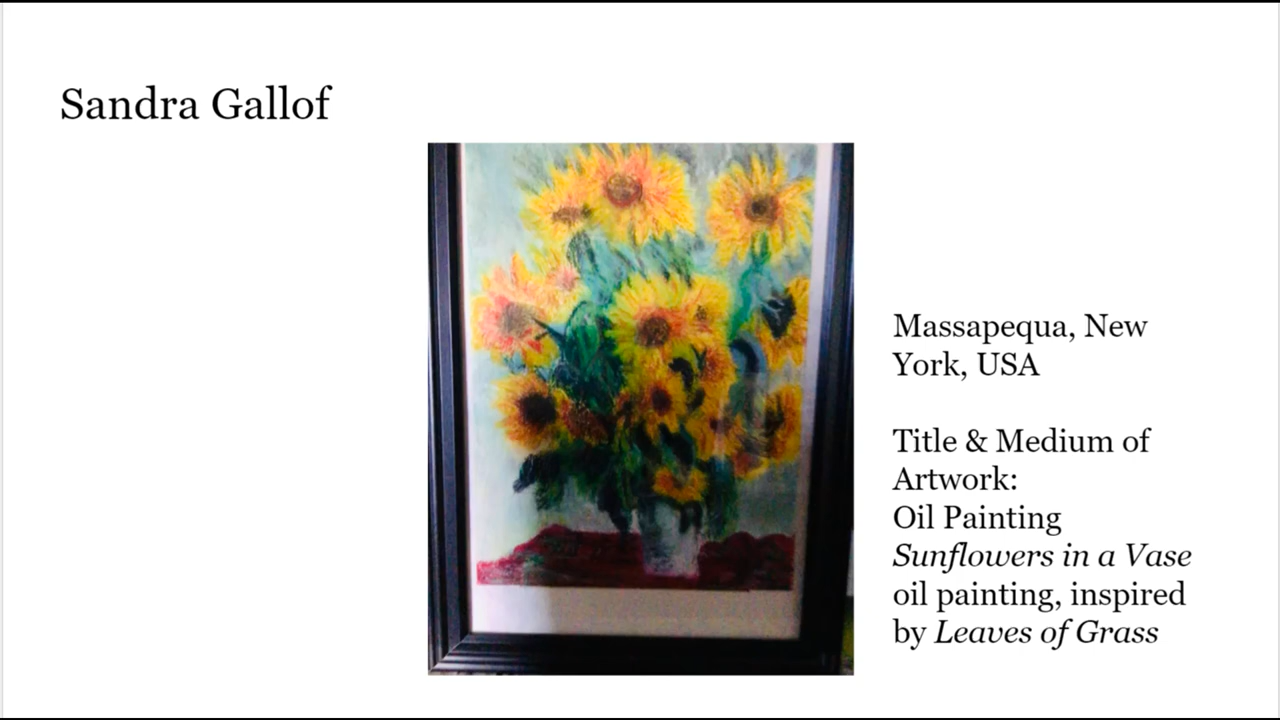 Sandra Gallof
Massapequa, New
York, USA
Title & Medium of
Artwork:
Oil Painting
Sunflowers in a Vase
oil painting, inspired
by Leaves of Grass